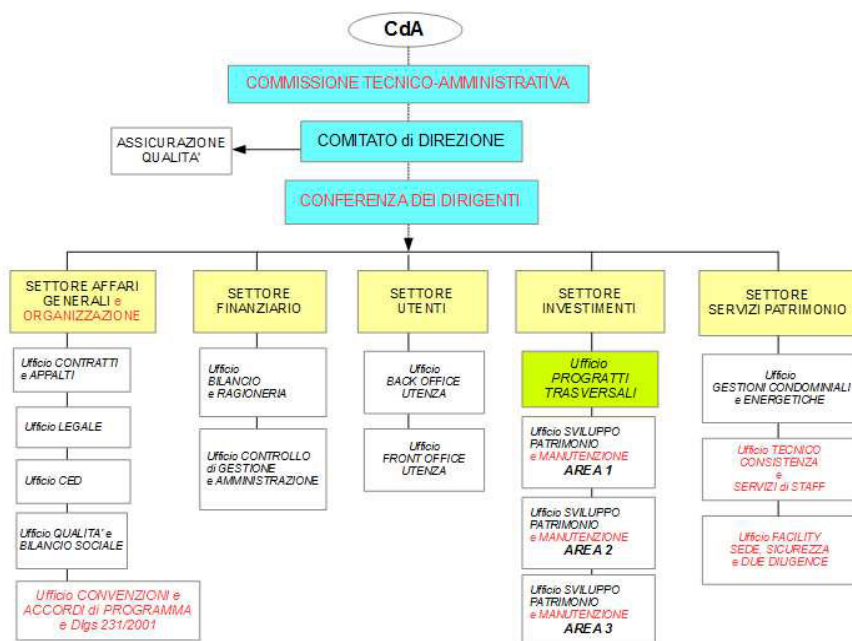 CdA
COMMISSIONE TECNICO-AMMINISTRATIVA
COMITATO di DIREZIONE
ASSICURAZIONE
QUALITA'
CONFERENZA DEI DIRIGENTI
SETTORE AFFARI
GENERALI e
ORGANIZZAZIONE
Ufficio CONTRATTI
e APPALTI
Ufficio LEGALE
Ufficio CED
Ufficio QUALITA' e
BILANCIO SOCIALE
Ufficio CONVENZIONI e
ACCORDI di PROGRAMMA
e Dlgs 231/2001
SETTORE
FINANZIARIO
Ufficio
BILANCIO
e RAGIONERIA
Ufficio CONTROLLO
di GESTIONE
e AMMINISTRAZIONE
SETTORE
UTENTI
Ufficio
BACK OFFICE
UTENZA
Ufficio
FRONT OFFICE
UTENZA
SETTORE
INVESTIMENTI
Ufficio
PROGRATTI
TRASVERSALI
Ufficio SVILUPPO
PATRIMONIO
e MANUTENZIONE
AREA 1
Ufficio SVILUPPO
PATRIMONIO
e MANUTENZIONE
AREA 2
Ufficio SVILUPPO
PATRIMONIO
e MANUTENZIONE
AREA 3
SETTORE
SERVIZI PATRIMONIO
Ufficio
GESTIONI CONDOMINIALI
e ENERGETICHE
Ufficio TECNICO
CONSISTENZA
e
SERVIZI di STAFF
Ufficio FACILITY
SEDE, SICUREZZA
e DUE DILIGENCE